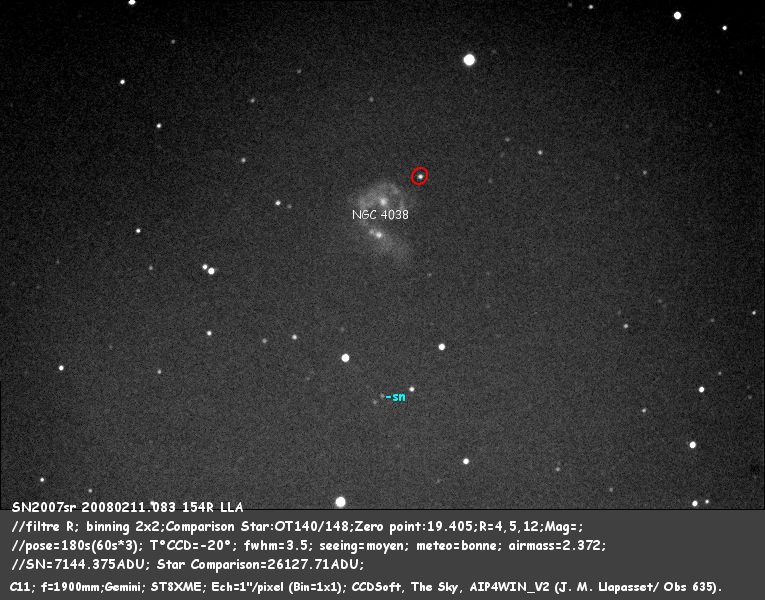 NGC 4038
-sn
SN2007sr 20080211.083 154R LLA
//filtre R; binning 2x2;Comparison Star:OT140/148;Zero point:19.405;R=4,5,12;Mag=;
//pose=180s(60s*3); T°CCD=-20°; fwhm=3.5; seeing=moyen; meteo=bonne; airmass=2.372;
//SN=7144.375ADU; Star Comparison=26127.71ADU;
C11; f=1900mm;Gemini; ST8XME; Ech=1"/pixel (Bin=1x1); CCDSoft, The Sky, AIP4WIN_V2 (J. M. Llapasset/ Obs 635).